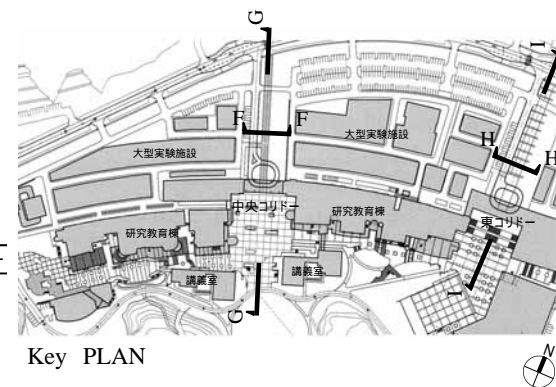 G
I
F
F
大型実験施設
H
H
大型実験施設
中央コリドー
研究教育棟
東コリドー
研究教育棟
講義室
講義室
I
G
Key PLAN
N